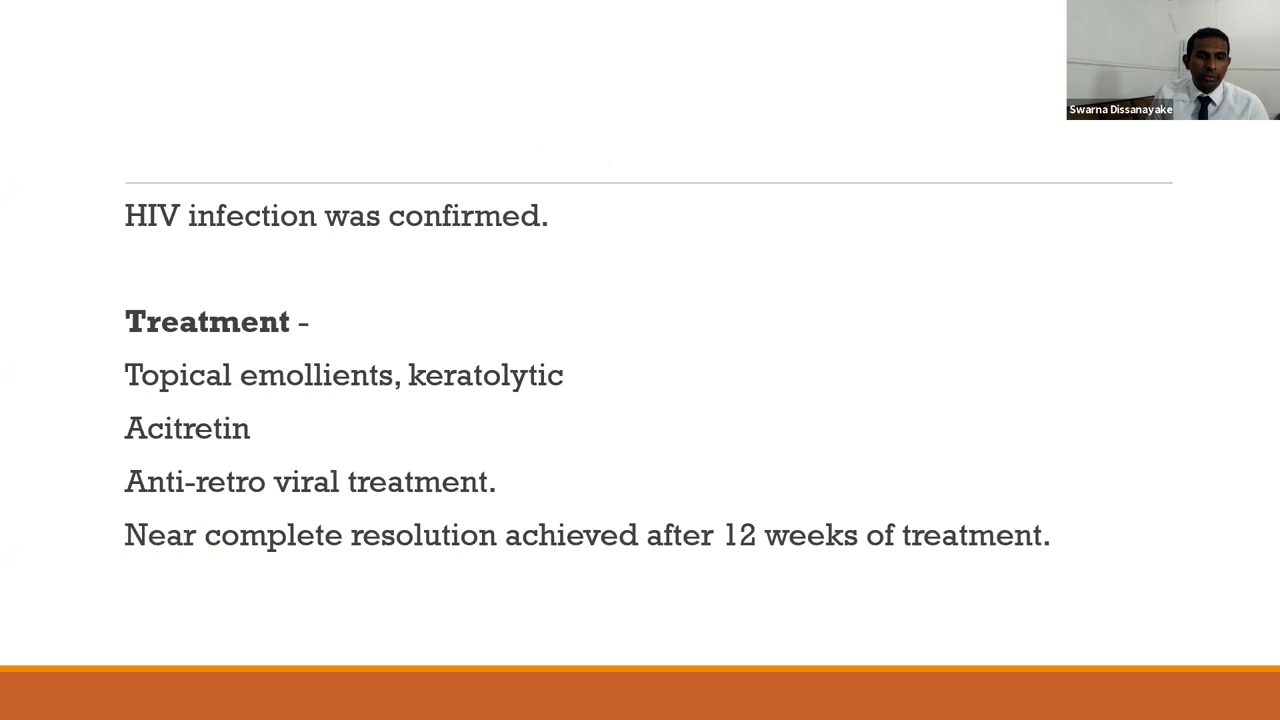 Swarna Dissanayake
HIV infection was confirmed.
Treatment -
Topical emollients, keratolytic
Acitretin
Anti-retro viral treatment.
Near complete resolution achieved after 12 weeks of treatment.